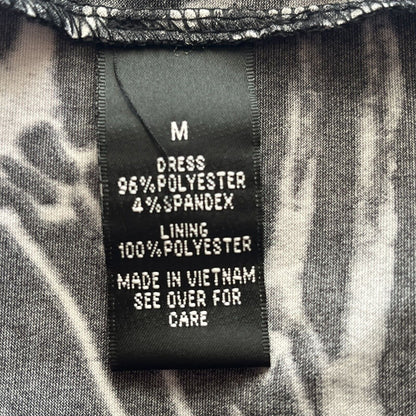 M
DRESS
96%POLYESTER
4%SPANDEX
LINING
100%POLYESTER
MADE IN VIETNAM
SEE OVER FOR
CARE